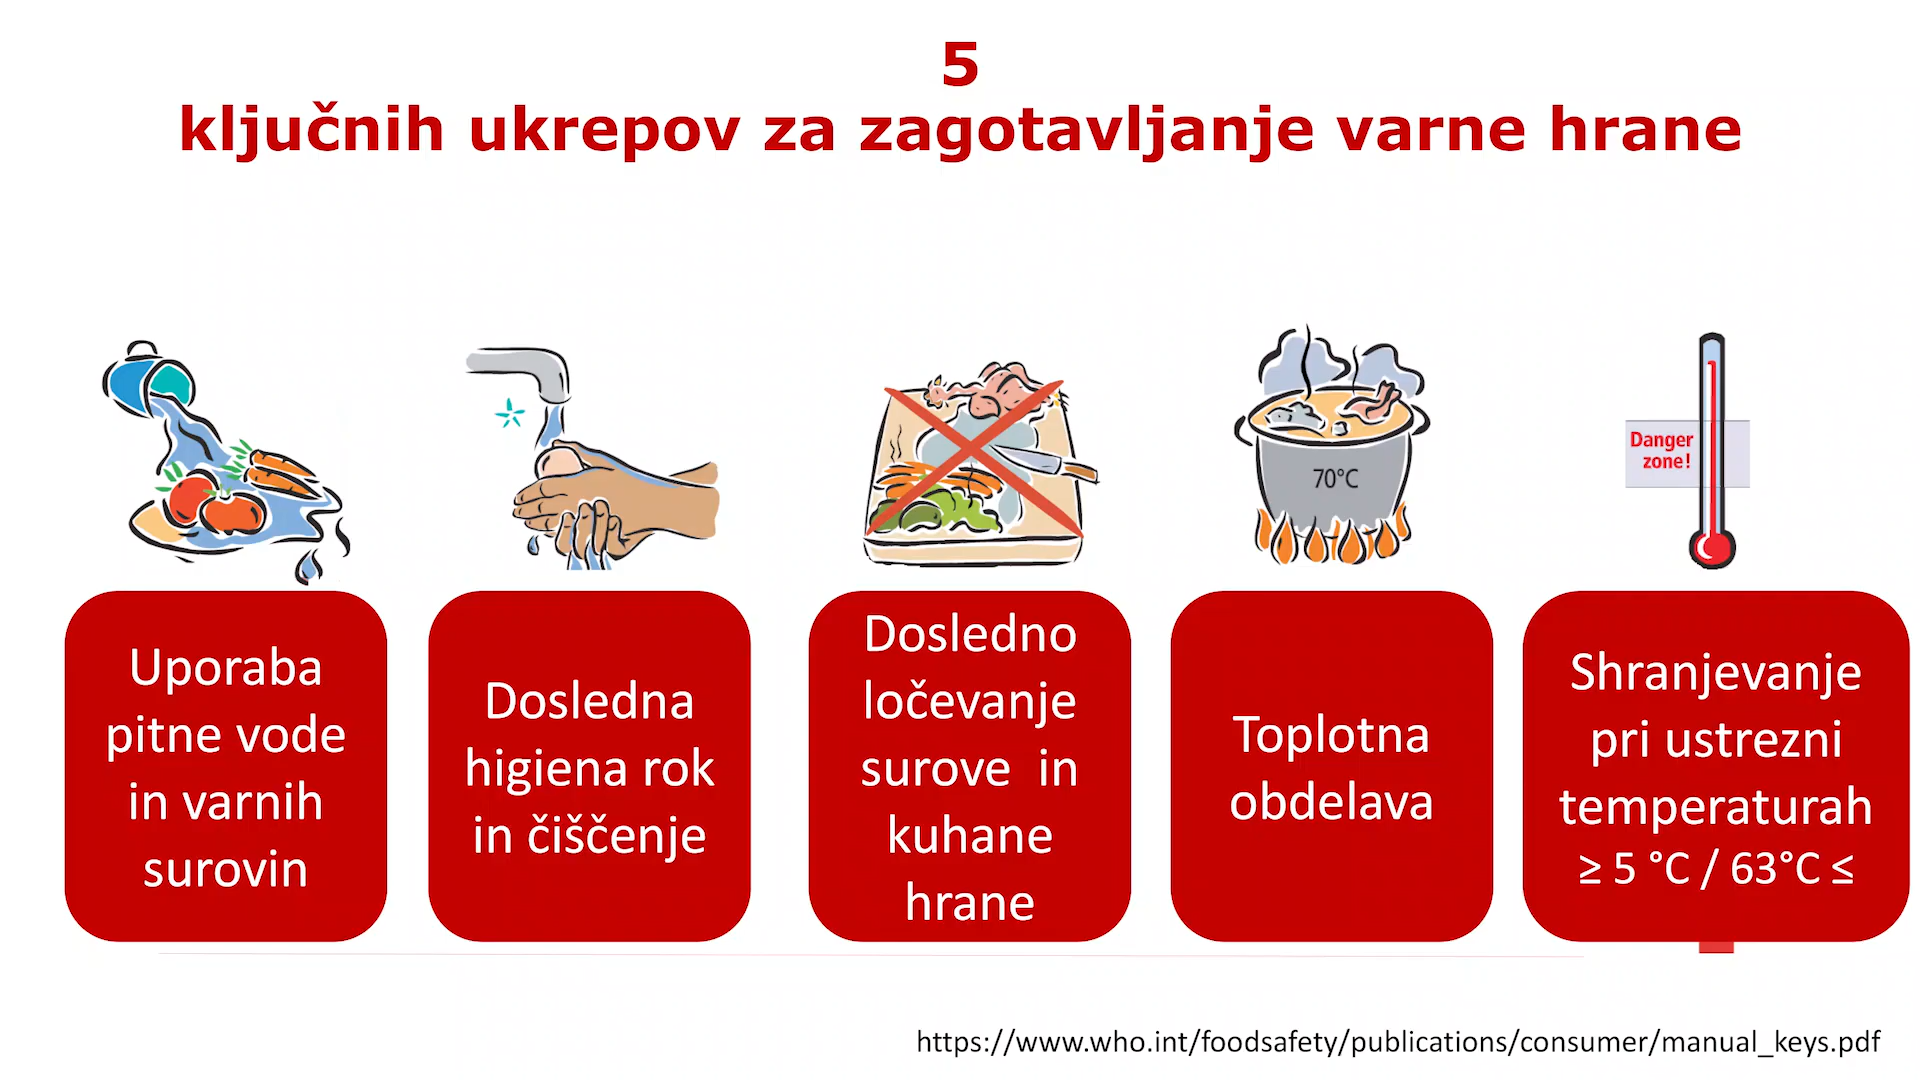 5
ključnih ukrepov za zagotavljanje varne hrane
Danger
zone!
70°C
Uporaba
pitne vode
in varnih
surovin
Dosledna
higiena rok
in čiščenje
Dosledno
ločevanje
surove in
kuhane
hrane
Toplotna
obdelava
Shranjevanje
pri ustrezni
temperaturah
≥ 5 °C / 63°C ≤
https://www.who.int/foodsafety/publications/consumer/manual_keys.pdf